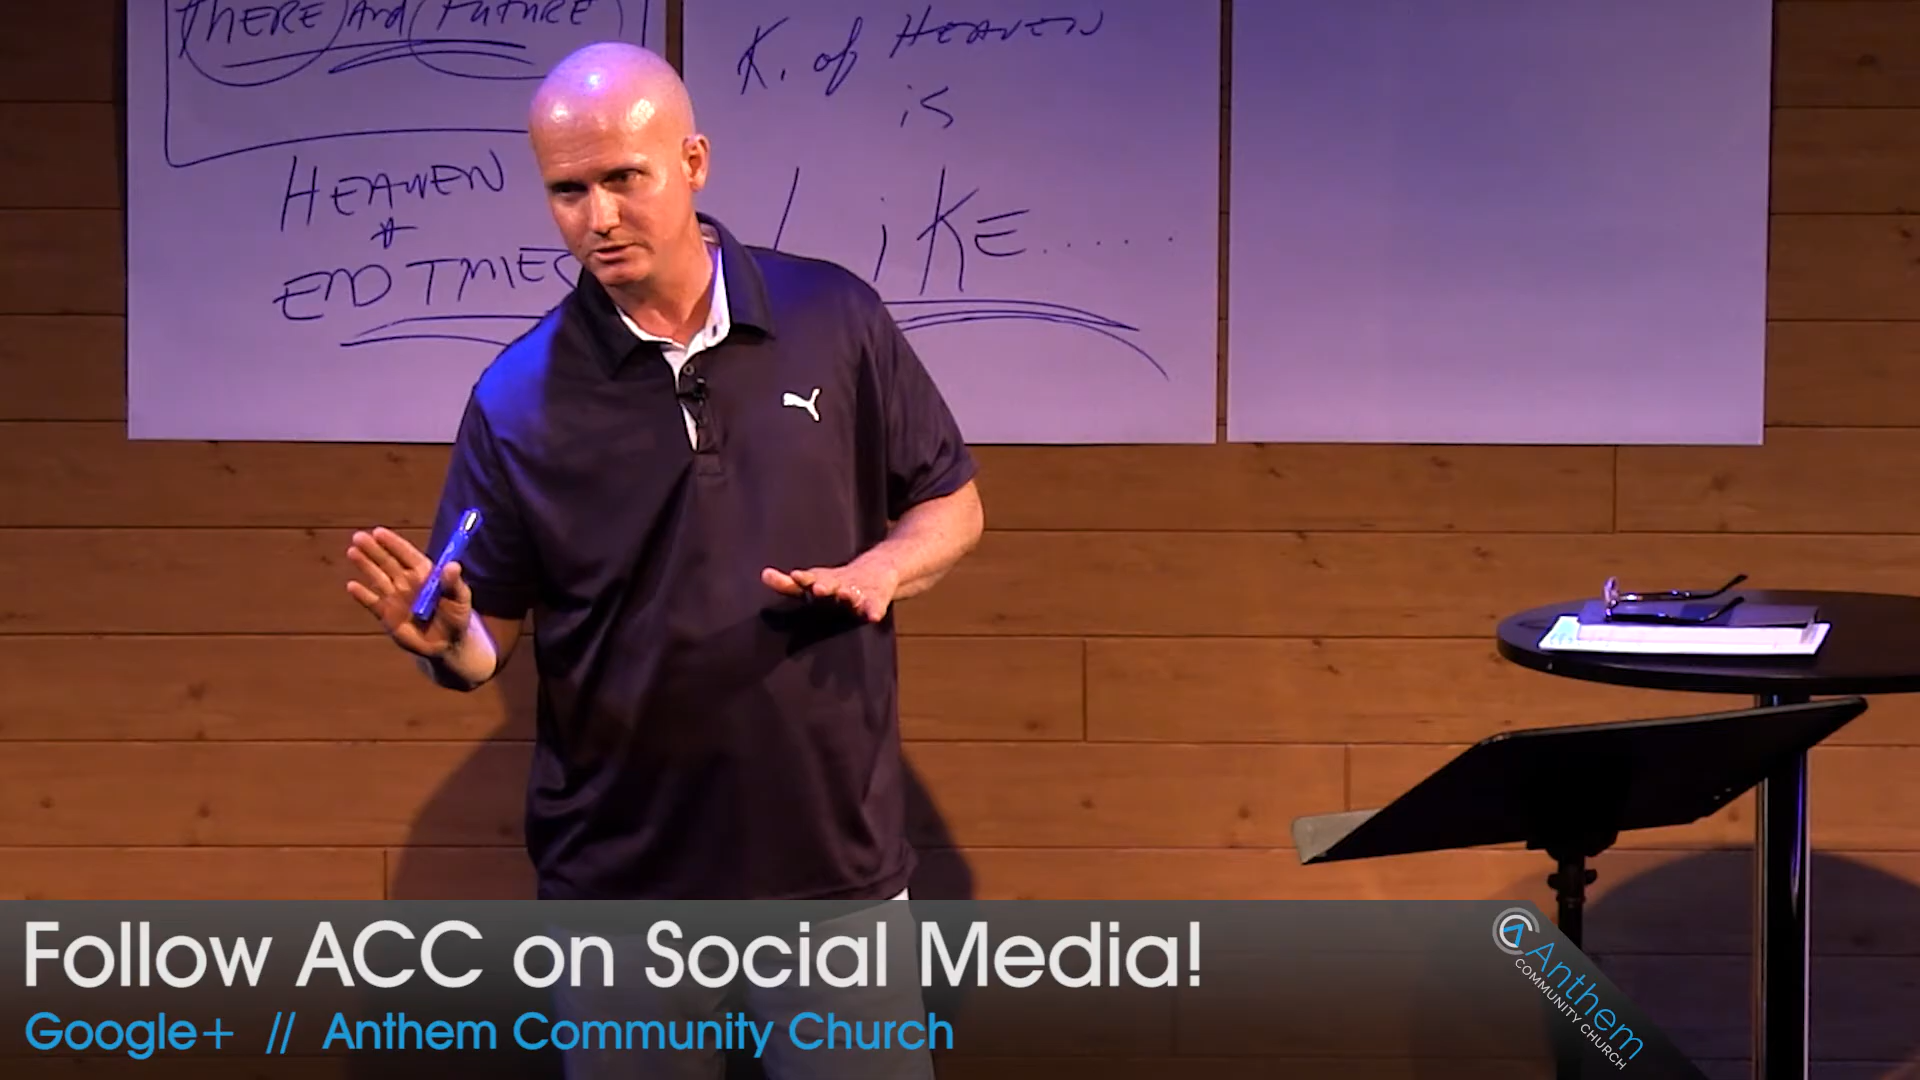 THERE) And (FUTURE)
HEAVEN
+
END TIMES
K. of HEAVEN
is
LiKE......
Follow ACC on Social Media!
Google+ // Anthem Community Church
Anthem
COMMUNITY CHURCH